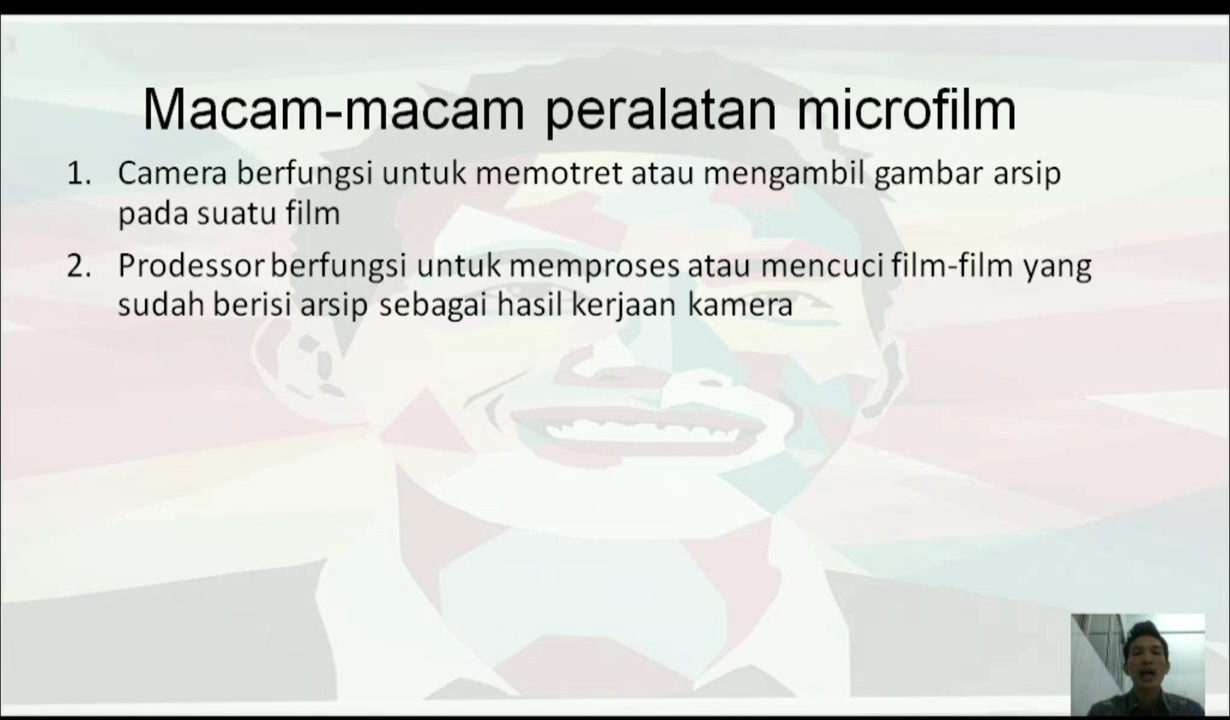 Macam-macam peralatan microfilm
1. Camera berfungsi untuk memotret atau mengambil gambar arsip
pada suatu film
2. Prodessor berfungsi untuk memproses atau mencuci film-film yang
sudah berisi arsip sebagai hasil kerjaan kamera